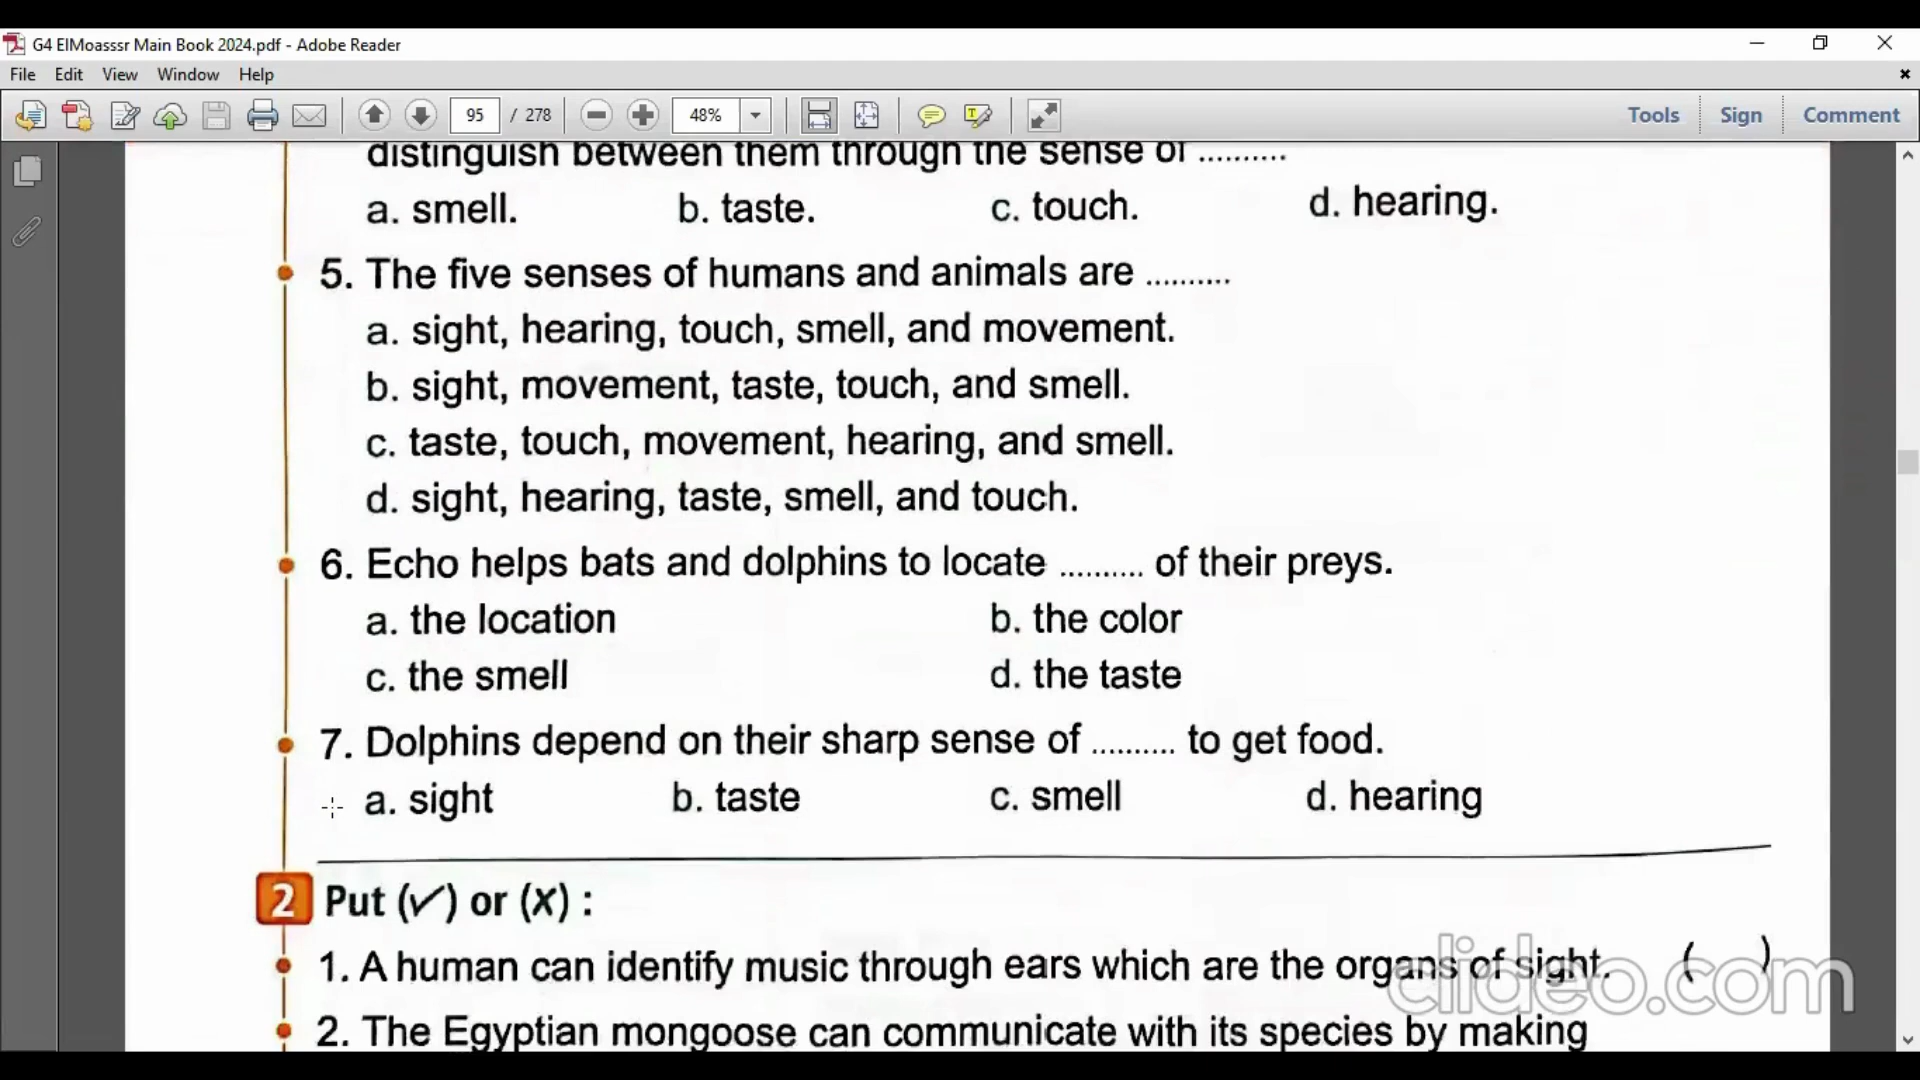 G4 ElMoasssr Main Book 2024.pdf - Adobe Reader
File Edit View Window Help
95 / 278 48% Tools Sign Comment
distinguish between them through the sense of ..........
a. smell. b. taste. c. touch. d. hearing.
5. The five senses of humans and animals are ..........
a. sight, hearing, touch, smell, and movement.
b. sight, movement, taste, touch, and smell.
c. taste, touch, movement, hearing, and smell.
d. sight, hearing, taste, smell, and touch.
6. Echo helps bats and dolphins to locate .......... of their preys.
a. the location b. the color
c. the smell d. the taste
7. Dolphins depend on their sharp sense of .......... to get food.
a. sight b. taste c. smell d. hearing
2 Put (✓) or (X) :
1. A human can identify music through ears which are the organs of sight. ( )
2. The Egyptian mongoose can communicate with its species by making
clideo.com